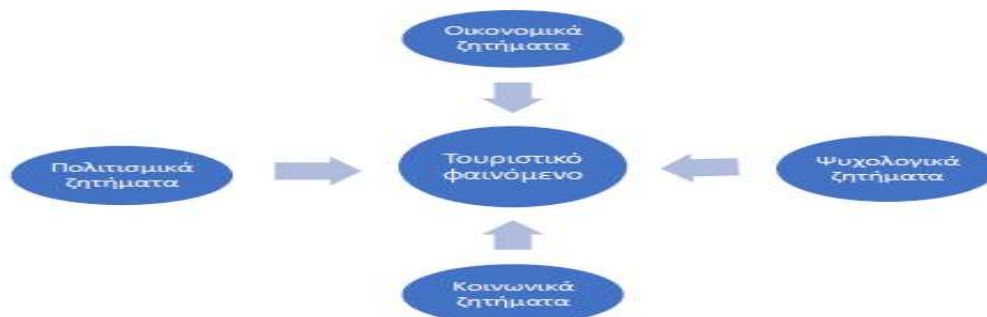 Οικονομικά
ζητήματα
Πολιτισμικά
ζητήματα
Τουριστικό
φαινόμενο
Ψυχολογικά
ζητήματα
Κοινωνικά
ζητήματα